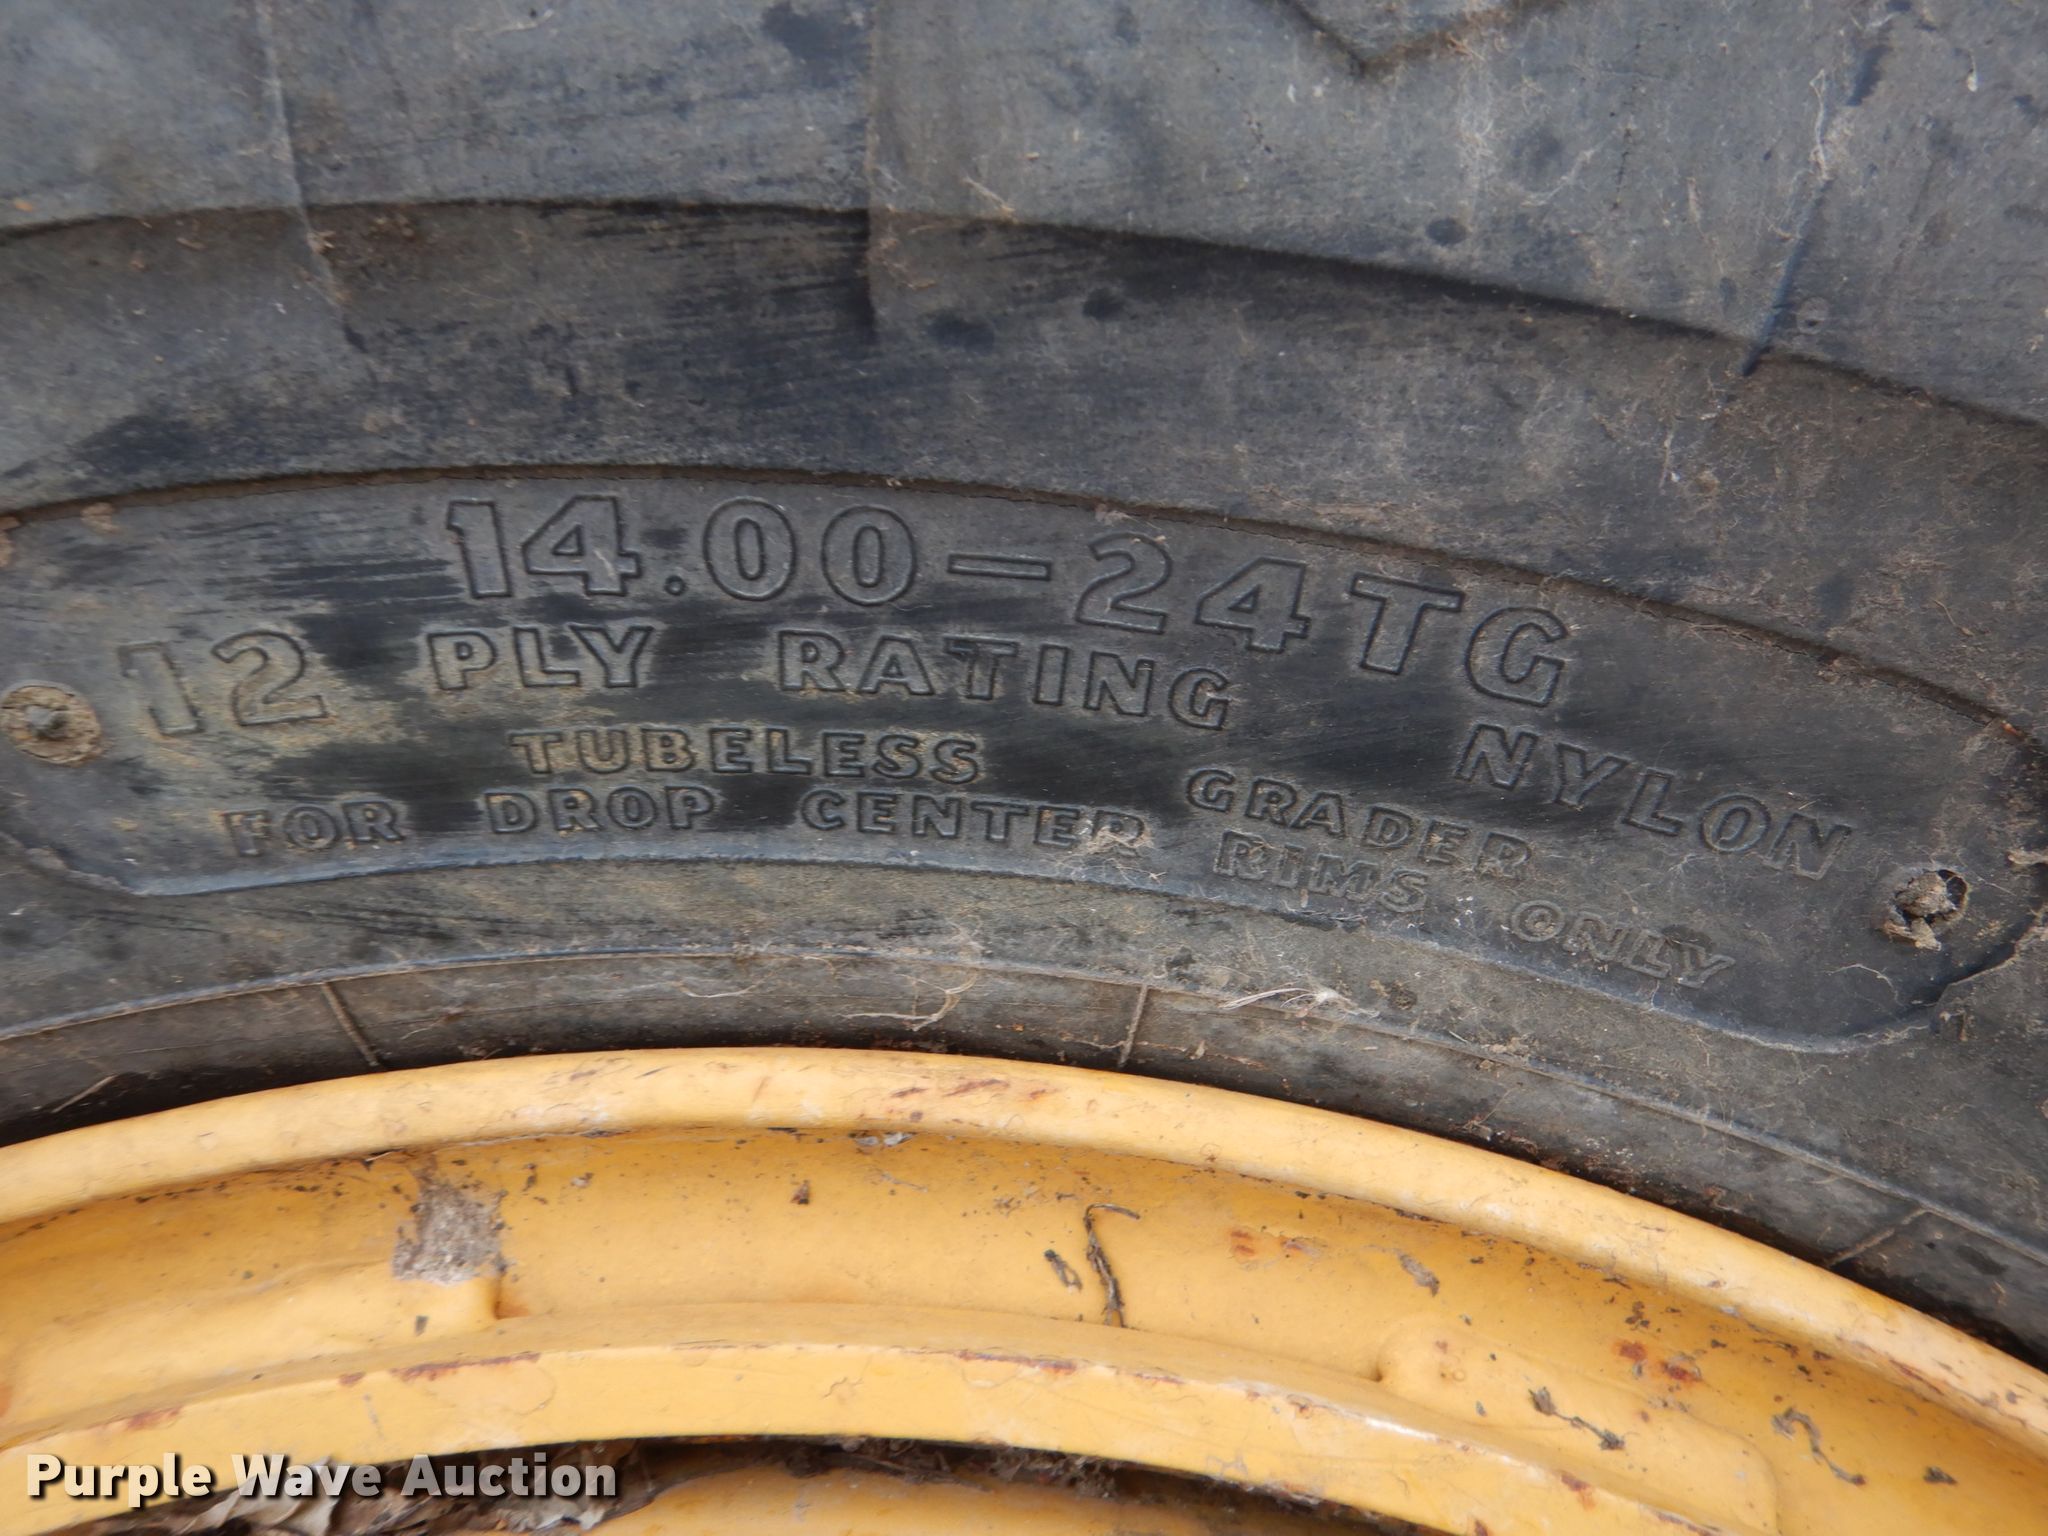 14.00-24TG
12 PLY RATING NYLON
TUBELESS GRADER
FOR DROP CENTER RIMS ONLY
Purple Wave Auction